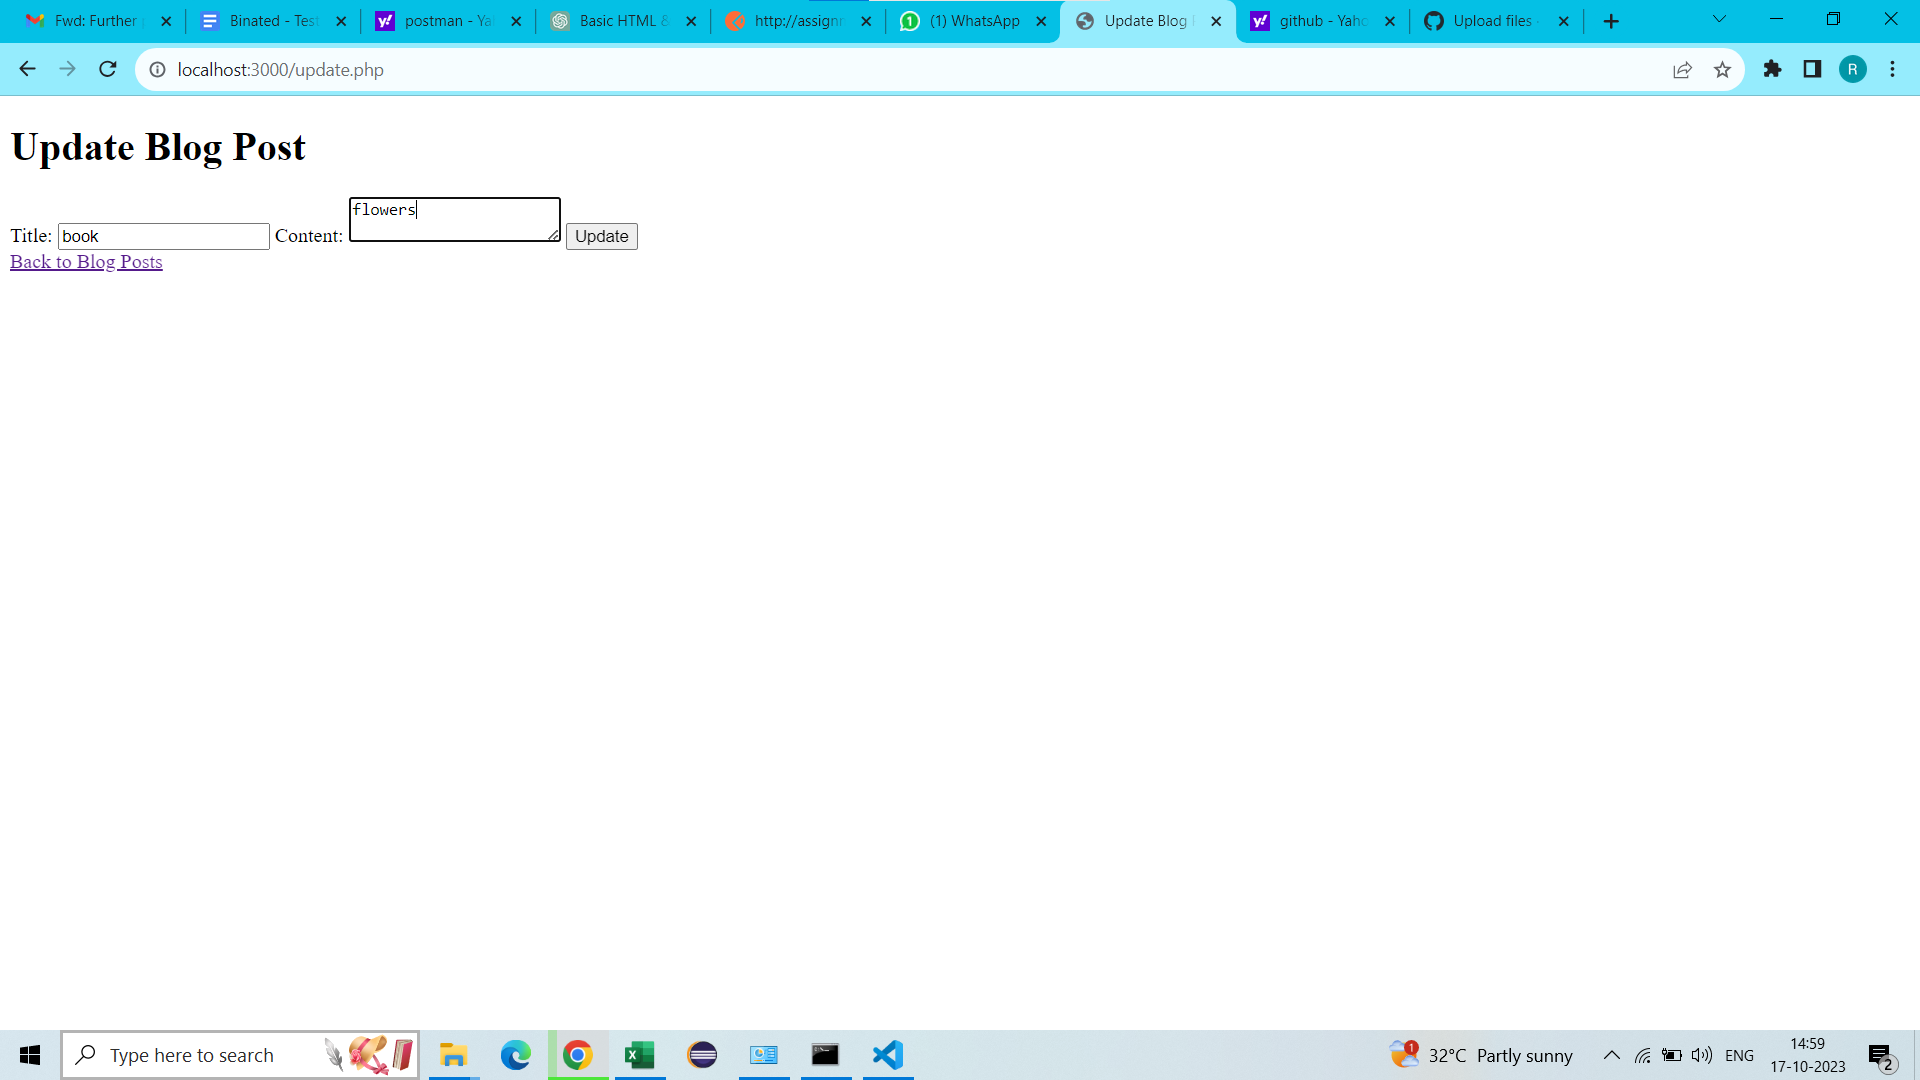 Fwd: Further
Binated - Test
postman - Ya
Basic HTML &
http://assignm
(1) WhatsApp
Update Blog
github - Yaho
Upload files
localhost:3000/update.php
R
Update Blog Post
flowers
Title: book Content: Update
Back to Blog Posts
Type here to search
1
32°C Partly sunny
ENG
14:59
17-10-2023
2